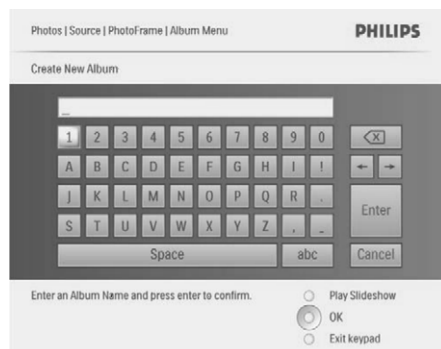 Photos | Source | PhotoFrame | Album Menu PHILIPS
Create New Album
_
1 2 3 4 5 6 7 8 9 0
A B C D E F G H I !
J K L M N O P Q R .
S T U V W X Y Z , _
Enter
Space abc Cancel
Enter an Album Name and press enter to confirm.
Play Slideshow
OK
Exit keypad